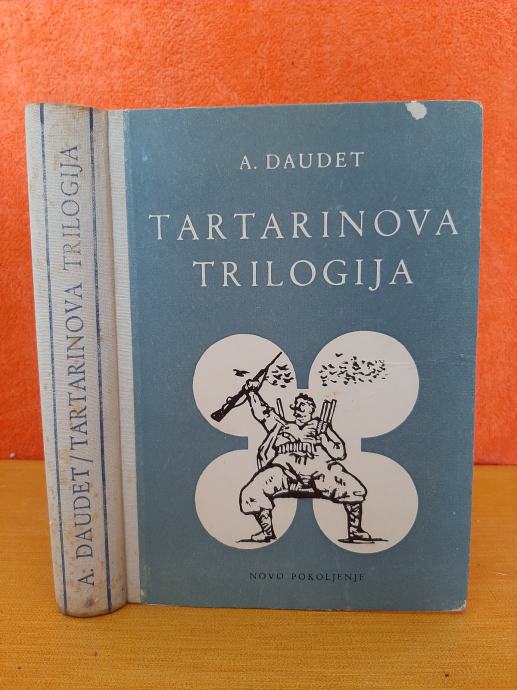 A. DAUDET/TARTARINOVA TRILOGIJA
A. DAUDET
TARTARINOVA
TRILOGIJA
NOVO POKOLJENJE